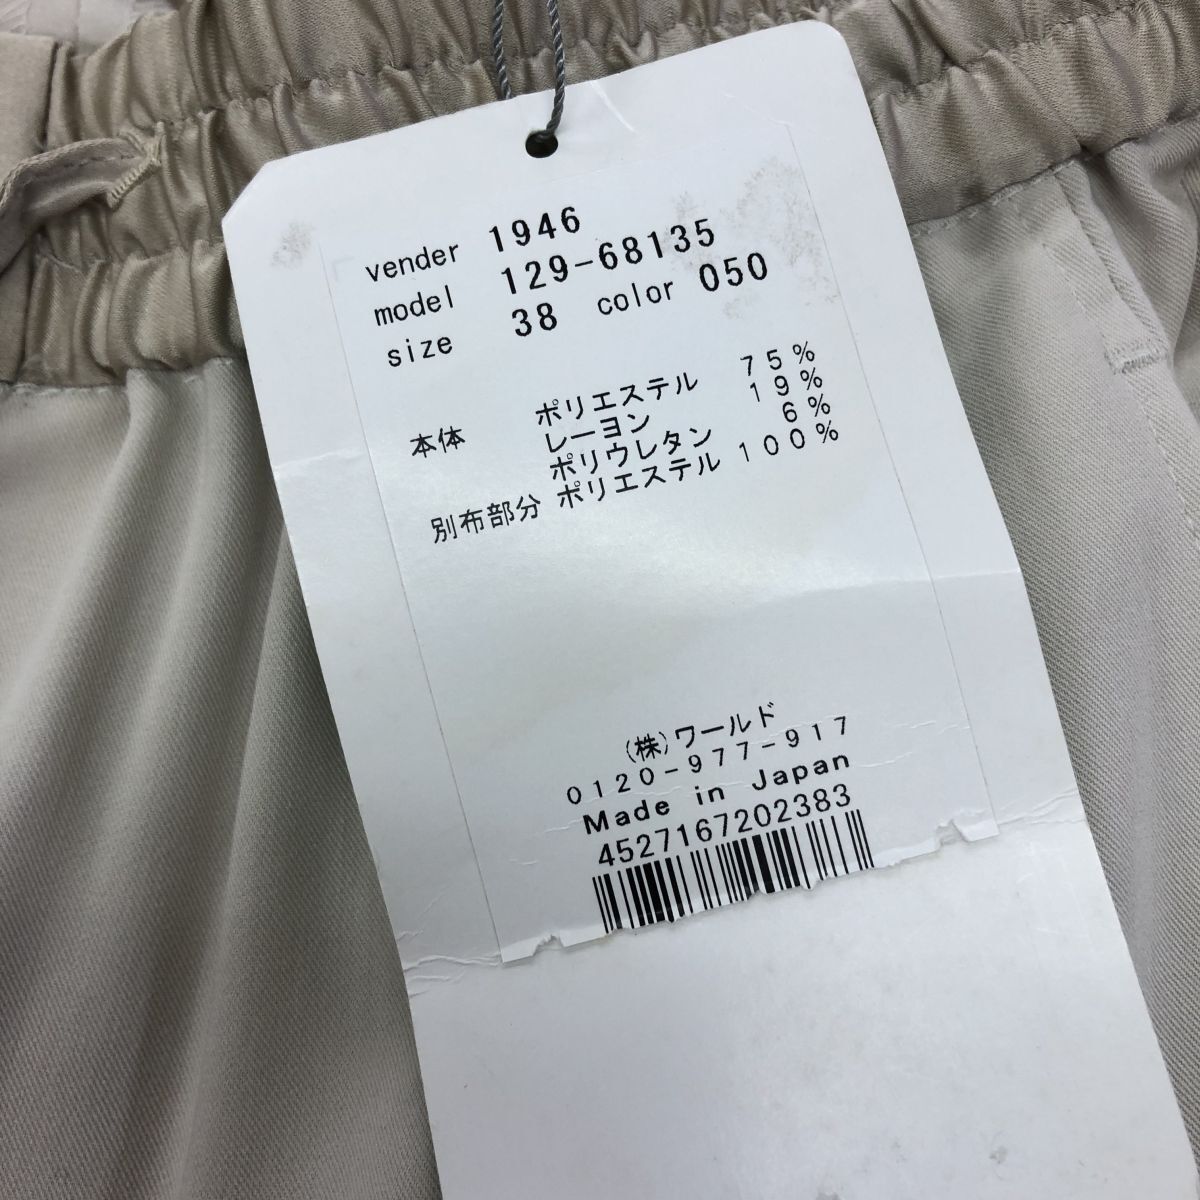 vender 1946
model 129-68135
size 38 color 050
本体 ポリエステル 75%
レーヨン 19%
ポリウレタン 6%
別布部分 ポリエステル 100%
(株)ワールド
0120-977-917
Made in Japan
4527167202383